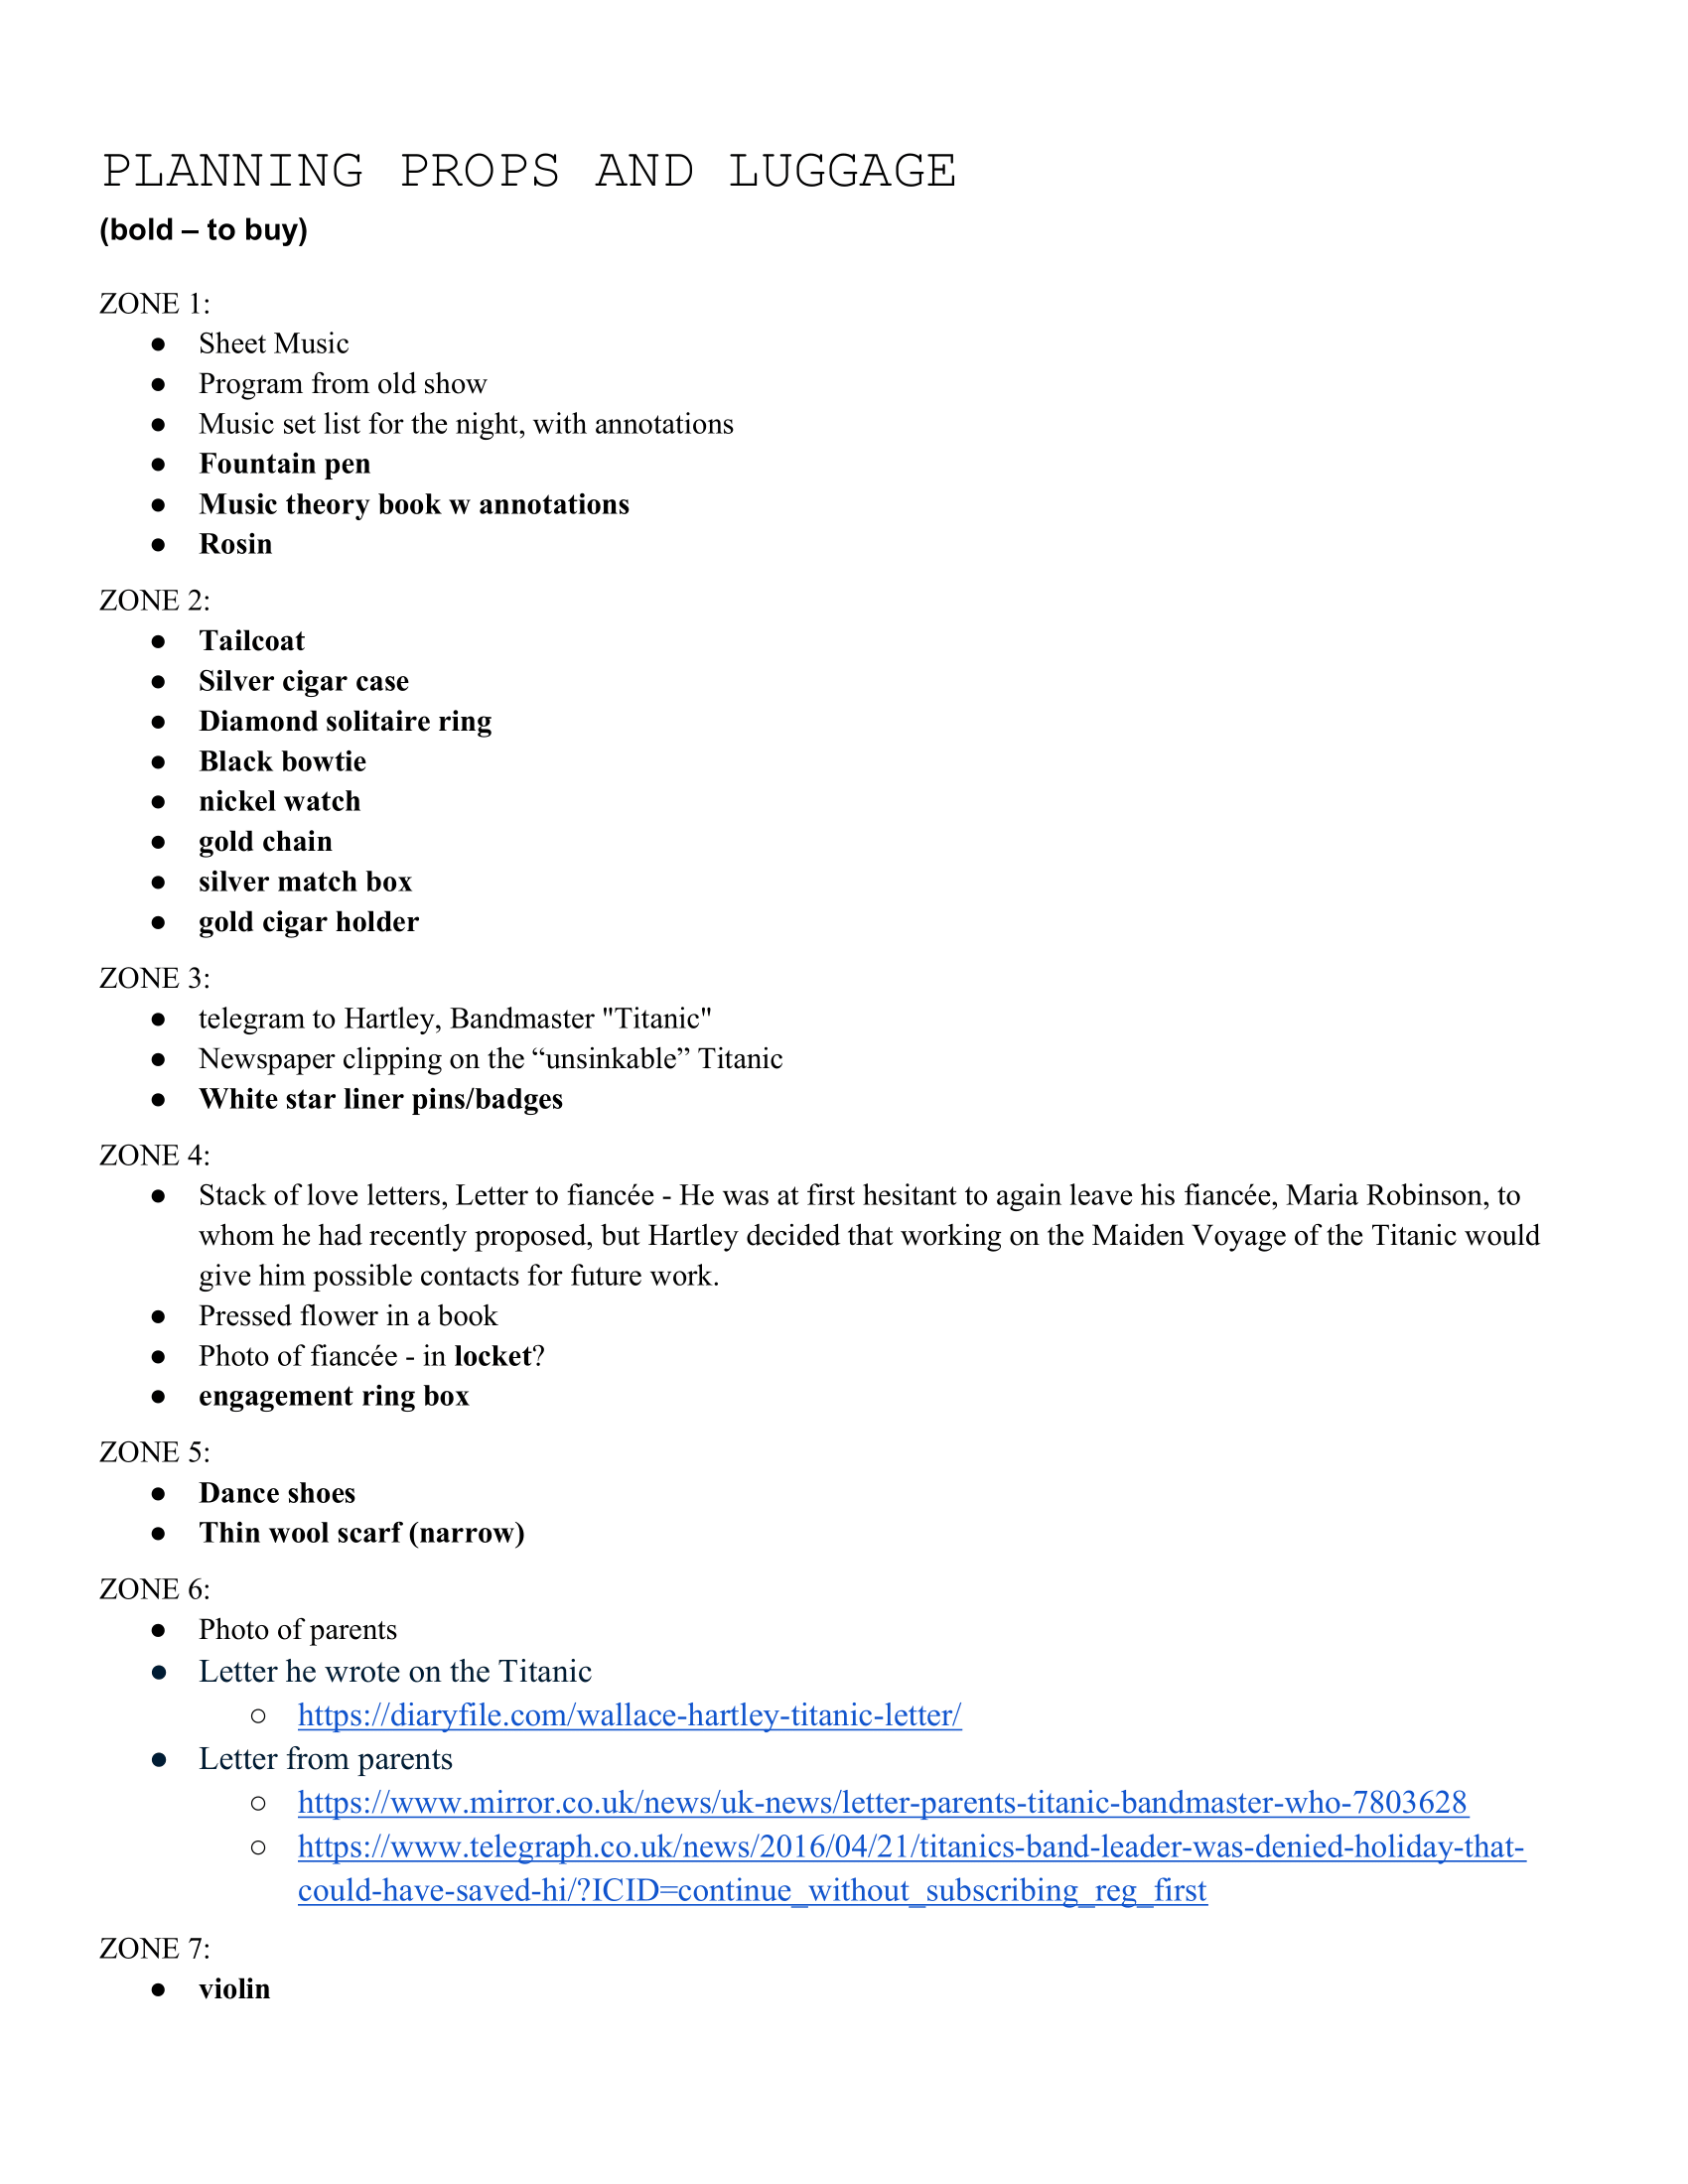 PLANNING PROPS AND LUGGAGE
(bold – to buy)
ZONE 1:
● Sheet Music
● Program from old show
● Music set list for the night, with annotations
● Fountain pen
● Music theory book w annotations
● Rosin
ZONE 2:
● Tailcoat
● Silver cigar case
● Diamond solitaire ring
● Black bowtie
● nickel watch
● gold chain
● silver match box
● gold cigar holder
ZONE 3:
● telegram to Hartley, Bandmaster "Titanic"
● Newspaper clipping on the “unsinkable” Titanic
● White star liner pins/badges
ZONE 4:
● Stack of love letters, Letter to fiancée - He was at first hesitant to again leave his fiancée, Maria Robinson, to
whom he had recently proposed, but Hartley decided that working on the Maiden Voyage of the Titanic would
give him possible contacts for future work.
● Pressed flower in a book
● Photo of fiancée - in locket?
● engagement ring box
ZONE 5:
● Dance shoes
● Thin wool scarf (narrow)
ZONE 6:
● Photo of parents
● Letter he wrote on the Titanic
○ https://diaryfile.com/wallace-hartley-titanic-letter/
● Letter from parents
○ https://www.mirror.co.uk/news/uk-news/letter-parents-titanic-bandmaster-who-7803628
○ https://www.telegraph.co.uk/news/2016/04/21/titanics-band-leader-was-denied-holiday-that-
could-have-saved-hi/?ICID=continue_without_subscribing_reg_first
ZONE 7:
● violin